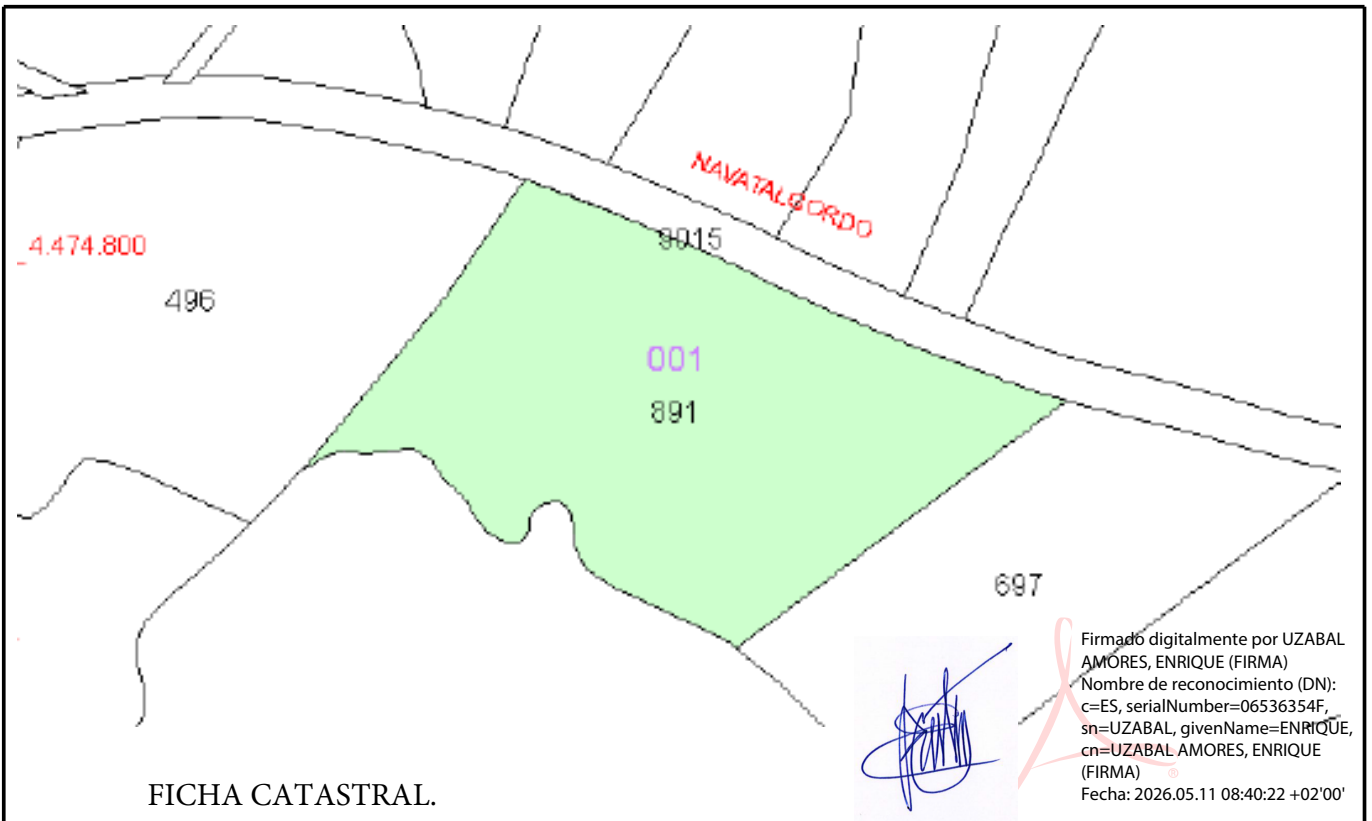 NAVATALGORDO
9015
4.474.800
496
001
891
697
Firmado digitalmente por UZABAL
AMORES, ENRIQUE (FIRMA)
Nombre de reconocimiento (DN):
c=ES, serialNumber=06536354F,
sn=UZABAL, givenName=ENRIQUE,
cn=UZABAL AMORES, ENRIQUE
(FIRMA)
Fecha: 2026.05.11 08:40:22 +02'00'
FICHA CATASTRAL.